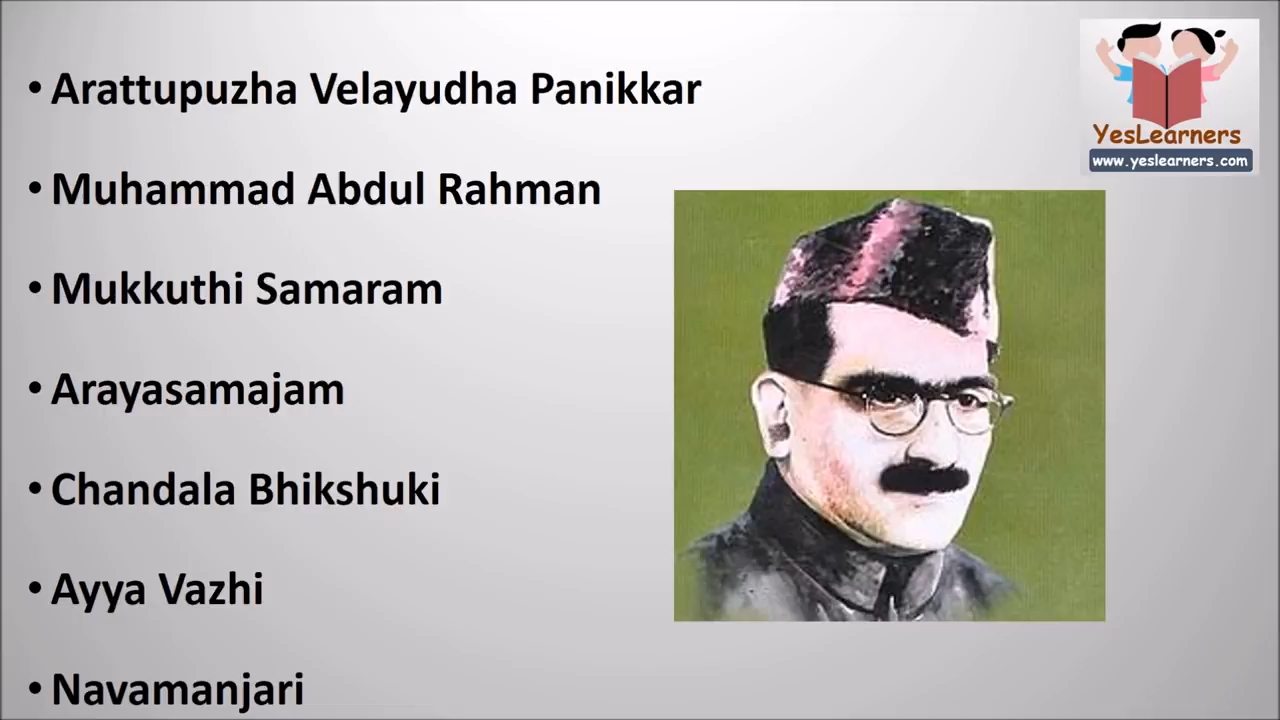 • Arattupuzha Velayudha Panikkar
• Muhammad Abdul Rahman
• Mukkuthi Samaram
• Arayasamajam
• Chandala Bhikshuki
• Ayya Vazhi
• Navamanjari
YesLearners
www.yeslearners.com